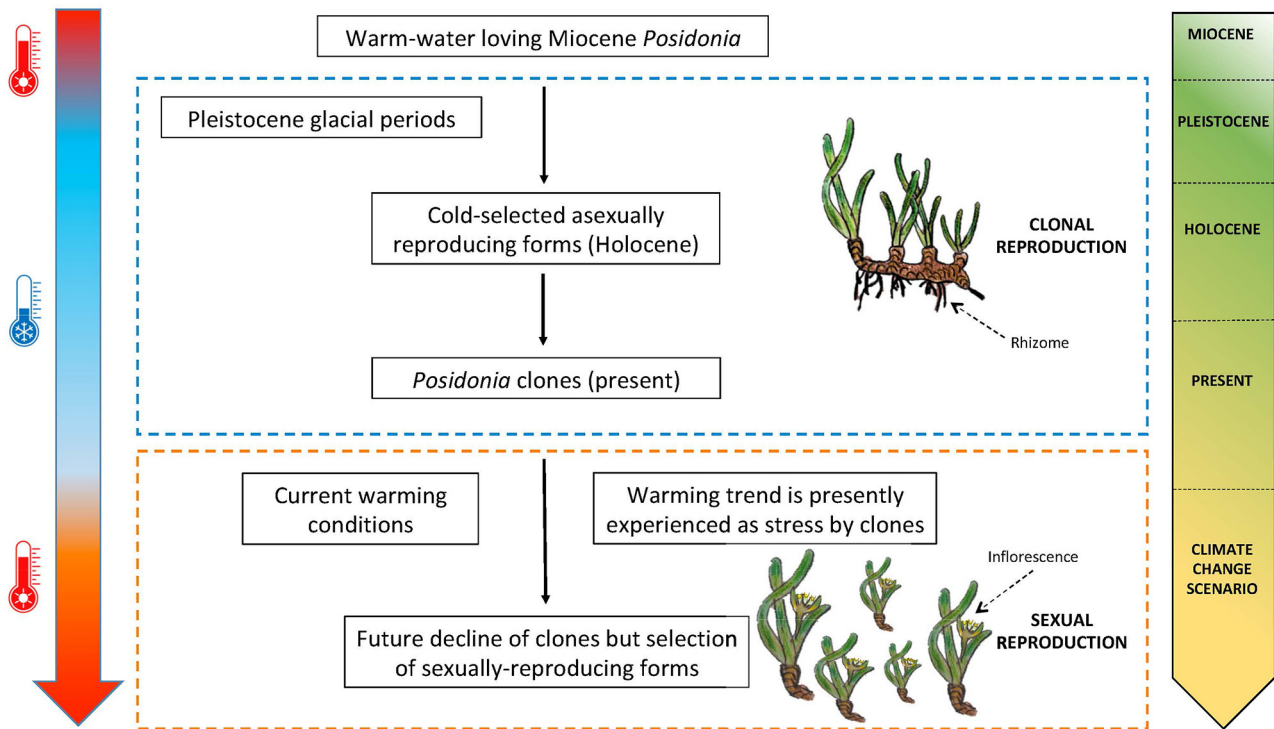 Warm-water loving Miocene Posidonia
Pleistocene glacial periods
Cold-selected asexually
reproducing forms (Holocene)
Posidonia clones (present)
CLONAL
REPRODUCTION
Rhizome
Current warming
conditions
Warming trend is presently
experienced as stress by clones
Future decline of clones but selection
of sexually-reproducing forms
Inflorescence
SEXUAL
REPRODUCTION
MIOCENE
PLEISTOCENE
HOLOCENE
PRESENT
CLIMATE
CHANGE
SCENARIO